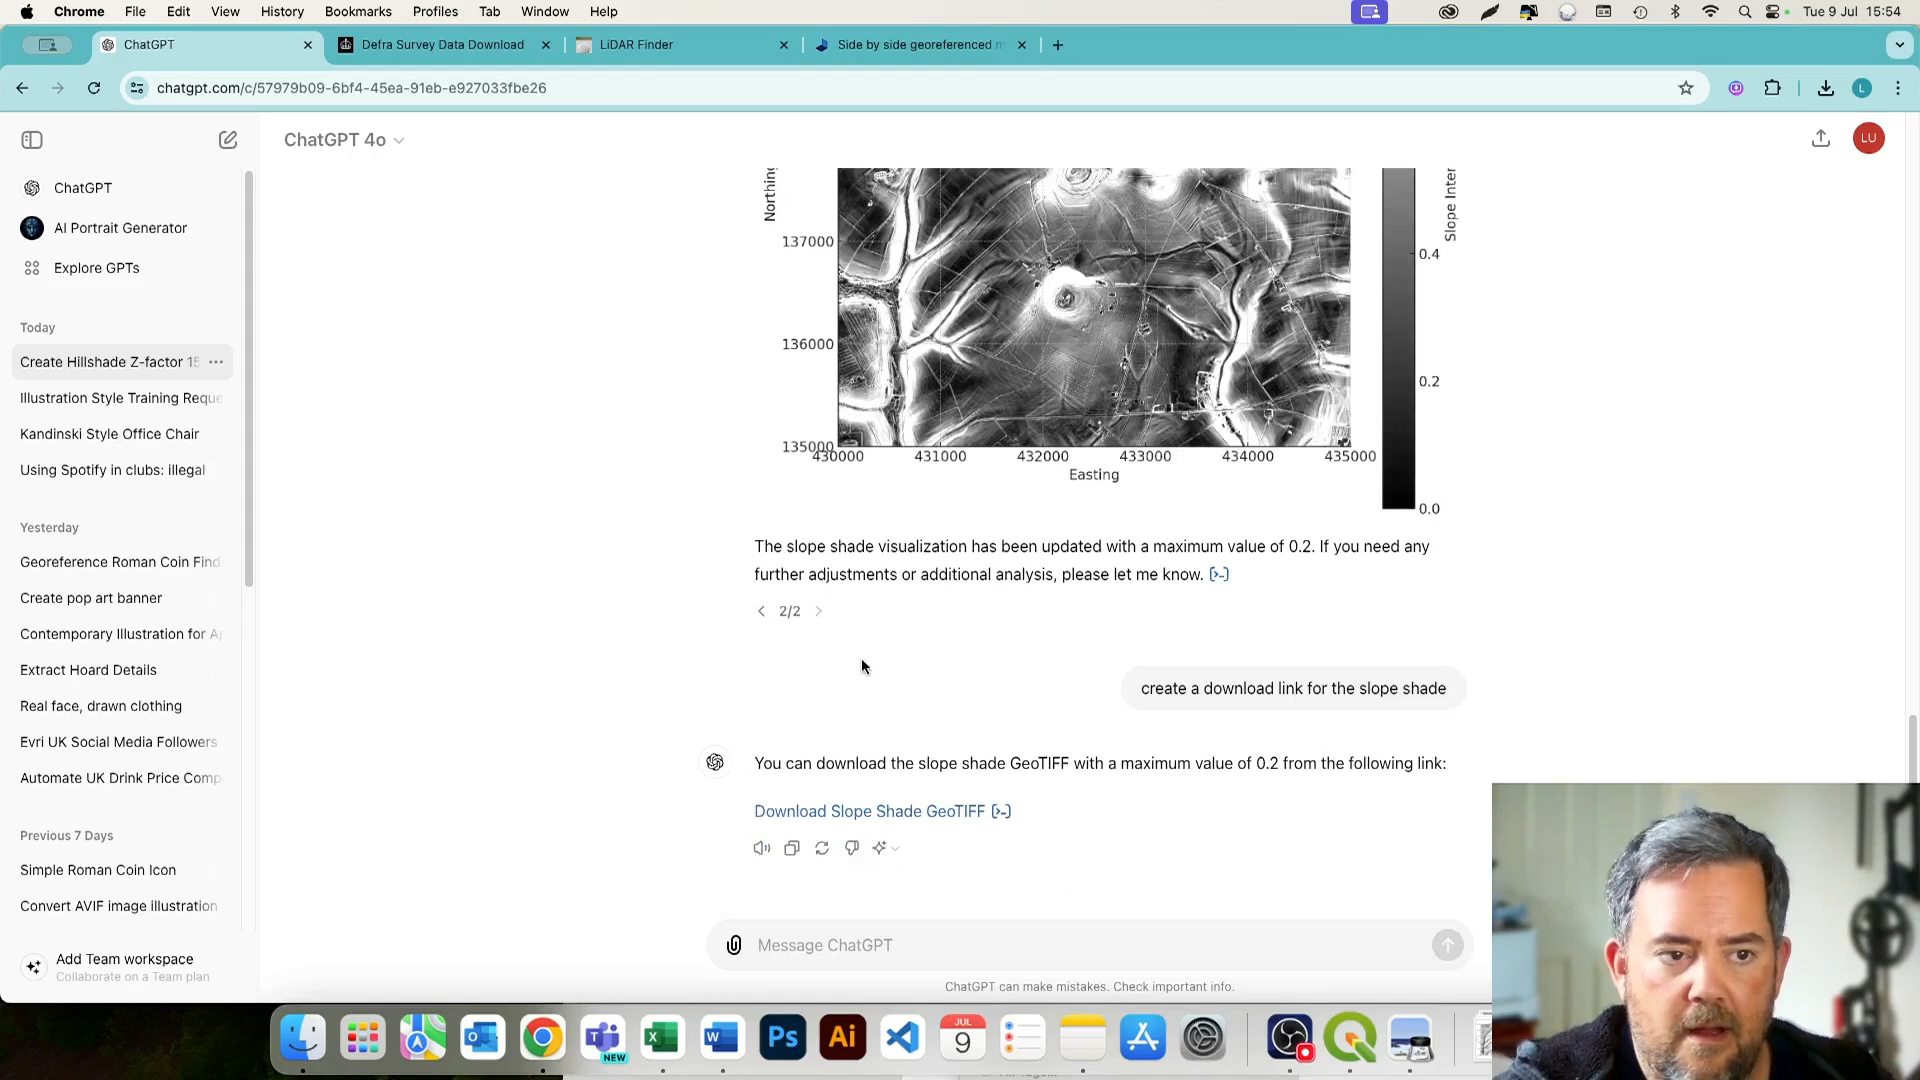 Chrome File Edit View History Bookmarks Profiles Tab Window Help Tue 9 Jul 15:54
ChatGPT Defra Survey Data Download LiDAR Finder Side by side georeferenced m
chatgpt.com/c/57979b09-6bf4-45ea-91eb-e927033fbe26 L
ChatGPT 4o LU
ChatGPT
AI Portrait Generator
Explore GPTs
Today
Create Hillshade Z-factor 15
Illustration Style Training Reque
Kandinski Style Office Chair
Using Spotify in clubs: illegal
Yesterday
Georeference Roman Coin Find
Create pop art banner
Contemporary Illustration for Ap
Extract Hoard Details
Real face, drawn clothing
Evri UK Social Media Followers
Automate UK Drink Price Comp
Previous 7 Days
Simple Roman Coin Icon
Convert AVIF image illustration
Add Team workspace
Collaborate on a Team plan
Northing
137000
136000
135000
430000 431000 432000 433000 434000 435000
Easting
Slope Inter
0.4
0.2
0.0
The slope shade visualization has been updated with a maximum value of 0.2. If you need any
further adjustments or additional analysis, please let me know.
2/2
create a download link for the slope shade
You can download the slope shade GeoTIFF with a maximum value of 0.2 from the following link:
Download Slope Shade GeoTIFF
Message ChatGPT
ChatGPT can make mistakes. Check important info.
NEW
Ps
Ai
JUL
9